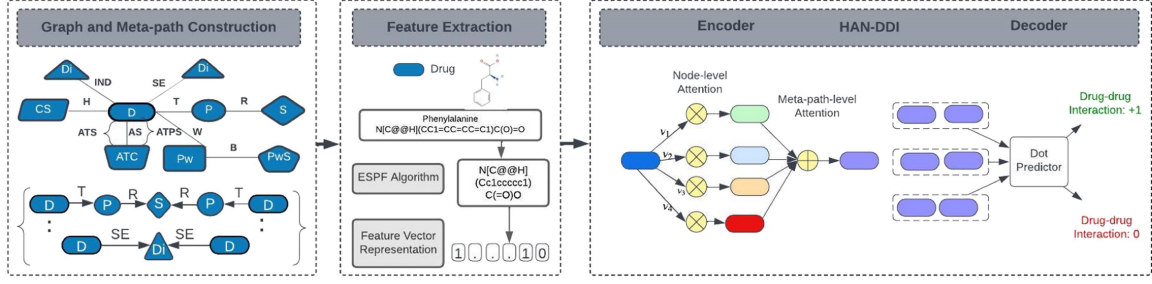 Graph and Meta-path Construction
Di
Di
IND
SE
CS
H
D
T
P
R
S
ATS
AS
ATPS
W
ATC
Pw
B
PwS
D
T
P
R
S
R
P
T
D
:
:
D
SE
Di
SE
D
Feature Extraction
Drug
Phenylalanine
N[C@@H](CC1=CC=CC=C1)C(O)=O
ESPF Algorithm
N[C@@H]
(Cc1ccccc1)
C(=O)O
Feature Vector
Representation
1 . . . 1 0
Encoder
HAN-DDI
Decoder
Node-level
Attention
Meta-path-level
Attention
v1
v2
v3
v4
Dot
Predictor
Drug-drug
Interaction: +1
Drug-drug
Interaction: 0